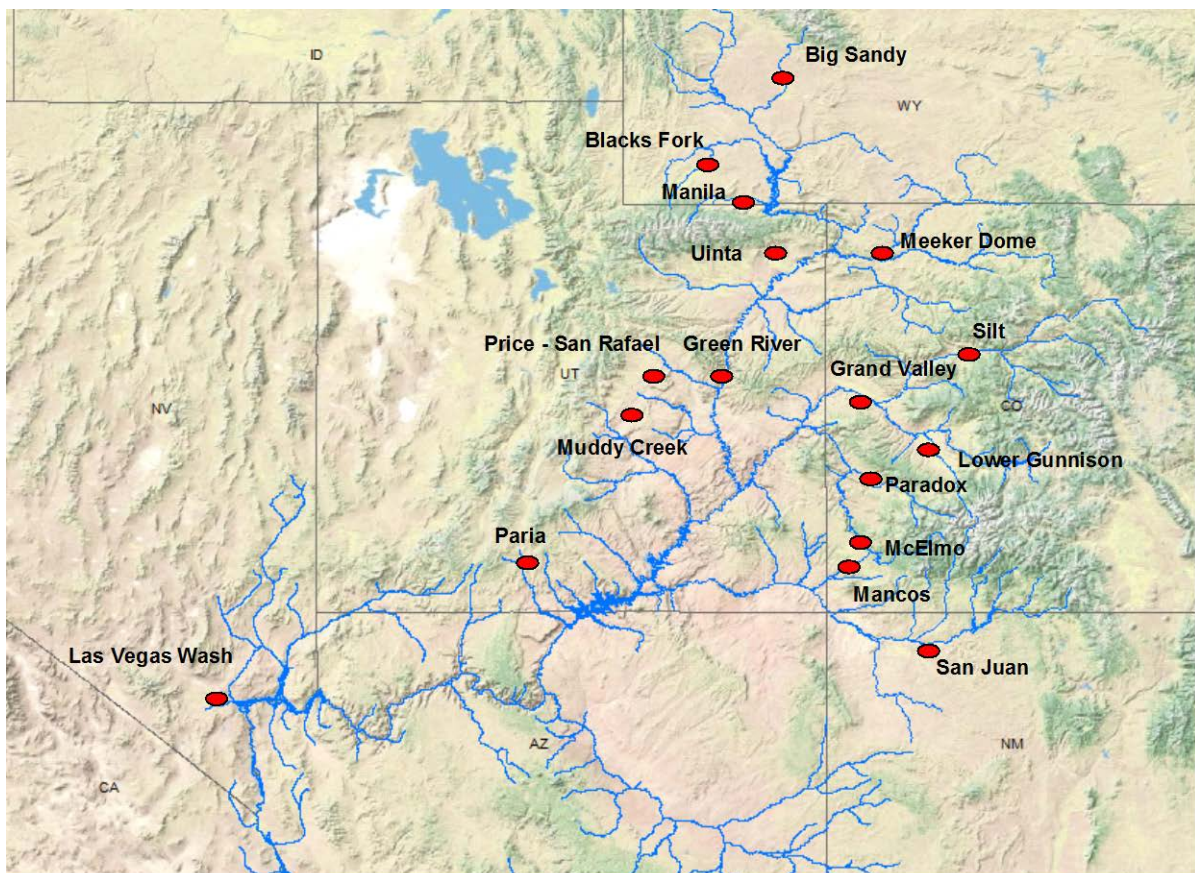 Big Sandy
ID
WY
Blacks Fork
Manila
Uinta
Meeker Dome
Silt
Price - San Rafael
Green River
Grand Valley
UT
NV
CO
Muddy Creek
Lower Gunnison
Paradox
Paria
McElmo
Mancos
Las Vegas Wash
San Juan
AZ
NM
CA